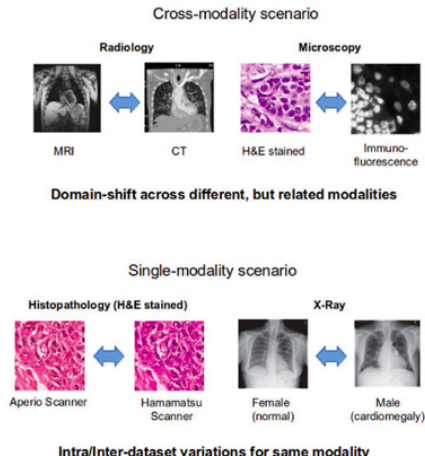 Cross-modality scenario
Radiology
Microscopy
MRI
CT
H&E stained
Immuno-
fluorescence
Domain-shift across different, but related modalities
Single-modality scenario
Histopathology (H&E stained)
X-Ray
Aperio Scanner
Hamamatsu
Scanner
Female
(normal)
Male
(cardiomegaly)
Intra/Inter-dataset variations for same modality